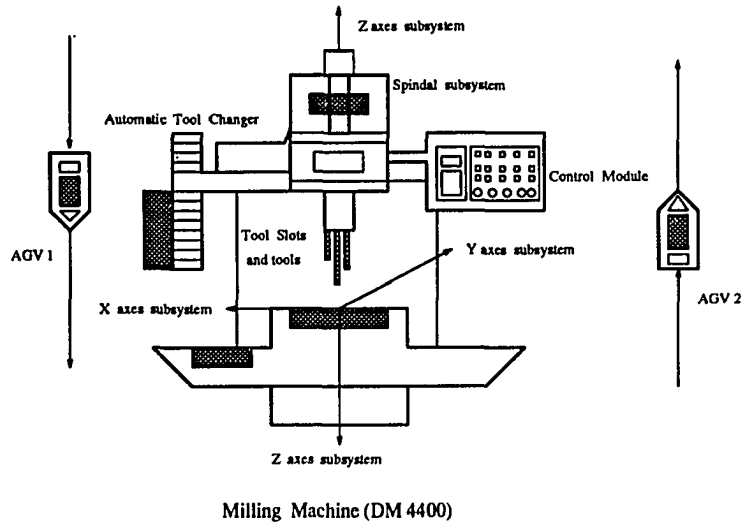 Z axes subsystem
Spindal subsystem
Automatic Tool Changer
Control Module
Tool Slots
and tools
Y axes subsystem
AGV 1
X axes subsystem
AGV 2
Z axes subsystem
Milling Machine (DM 4400)